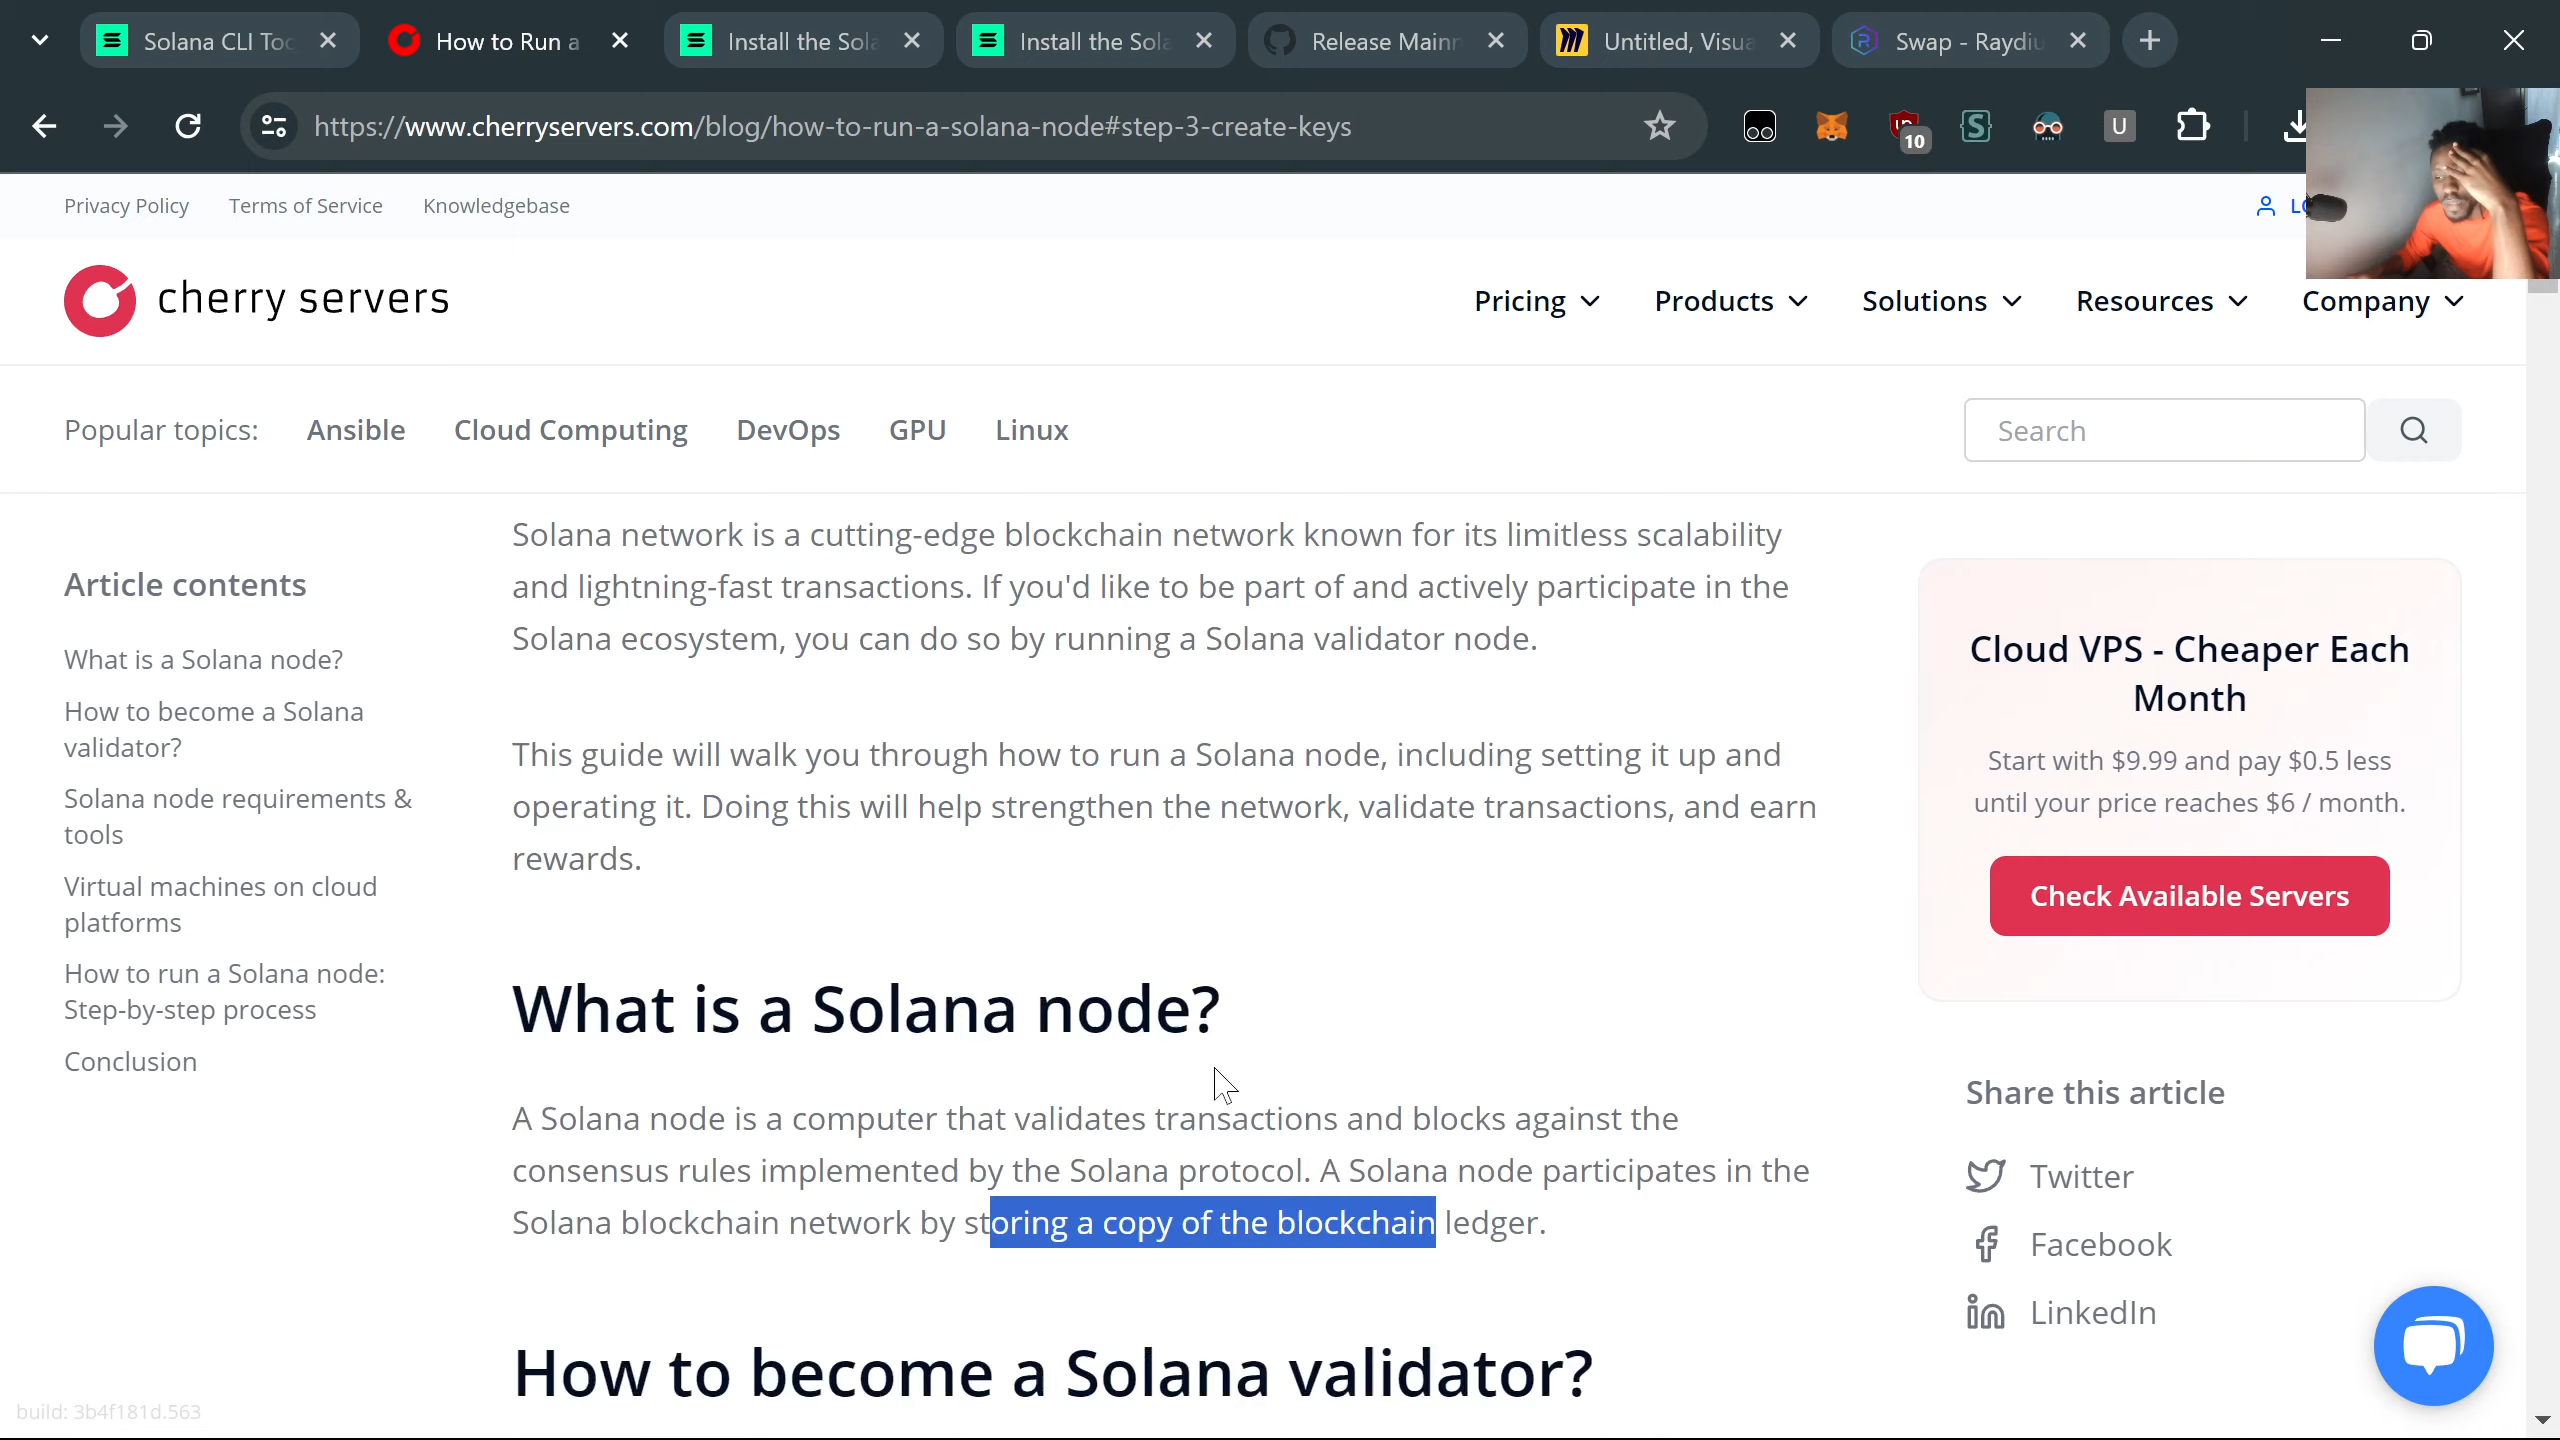 Solana CLI Too
How to Run a
Install the Sola
Install the Sola
Release Mainn
Untitled, Visua
Swap - Raydiu
https://www.cherryservers.com/blog/how-to-run-a-solana-node#step-3-create-keys
10
U
Privacy Policy
Terms of Service
Knowledgebase
cherry servers
Pricing
Products
Solutions
Resources
Company
Popular topics:
Ansible
Cloud Computing
DevOps
GPU
Linux
Search
Article contents
What is a Solana node?
How to become a Solana
validator?
Solana node requirements &
tools
Virtual machines on cloud
platforms
How to run a Solana node:
Step-by-step process
Conclusion
Solana network is a cutting-edge blockchain network known for its limitless scalability
and lightning-fast transactions. If you'd like to be part of and actively participate in the
Solana ecosystem, you can do so by running a Solana validator node.
This guide will walk you through how to run a Solana node, including setting it up and
operating it. Doing this will help strengthen the network, validate transactions, and earn
rewards.
What is a Solana node?
A Solana node is a computer that validates transactions and blocks against the
consensus rules implemented by the Solana protocol. A Solana node participates in the
Solana blockchain network by storing a copy of the blockchain ledger.
How to become a Solana validator?
Cloud VPS - Cheaper Each
Month
Start with $9.99 and pay $0.5 less
until your price reaches $6 / month.
Check Available Servers
Share this article
Twitter
Facebook
LinkedIn
build: 3b4f181d.563